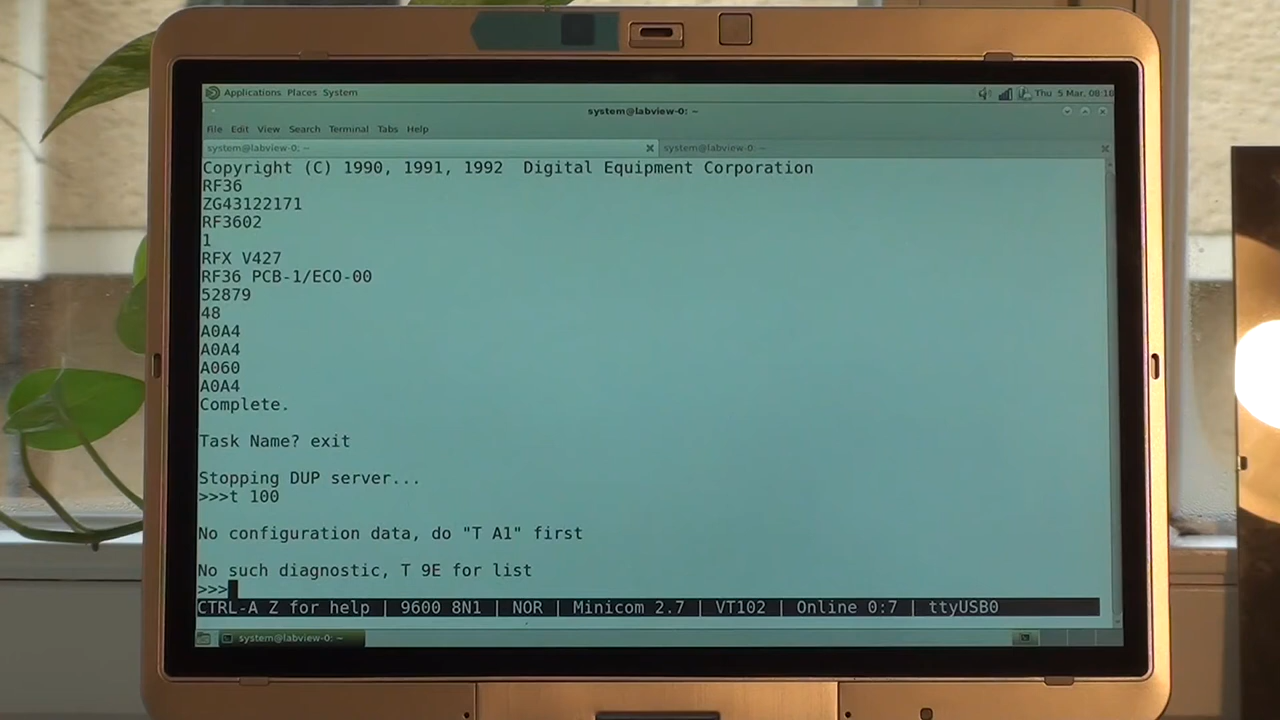 Applications Places System
Thu 5 Mar, 08:16
system@labview-0: ~
File Edit View Search Terminal Tabs Help
system@labview-0: ~
system@labview-0: ~
Copyright (C) 1990, 1991, 1992 Digital Equipment Corporation
RF36
ZG43122171
RF3602
1
RFX V427
RF36 PCB-1/ECO-00
52879
48
A0A4
A0A4
A060
A0A4
Complete.
Task Name? exit
Stopping DUP server...
>>>t 100
No configuration data, do "T A1" first
No such diagnostic, T 9E for list
>>>
CTRL-A Z for help | 9600 8N1 | NOR | Minicom 2.7 | VT102 | Online 0:7 | ttyUSB0
system@labview-0: ~